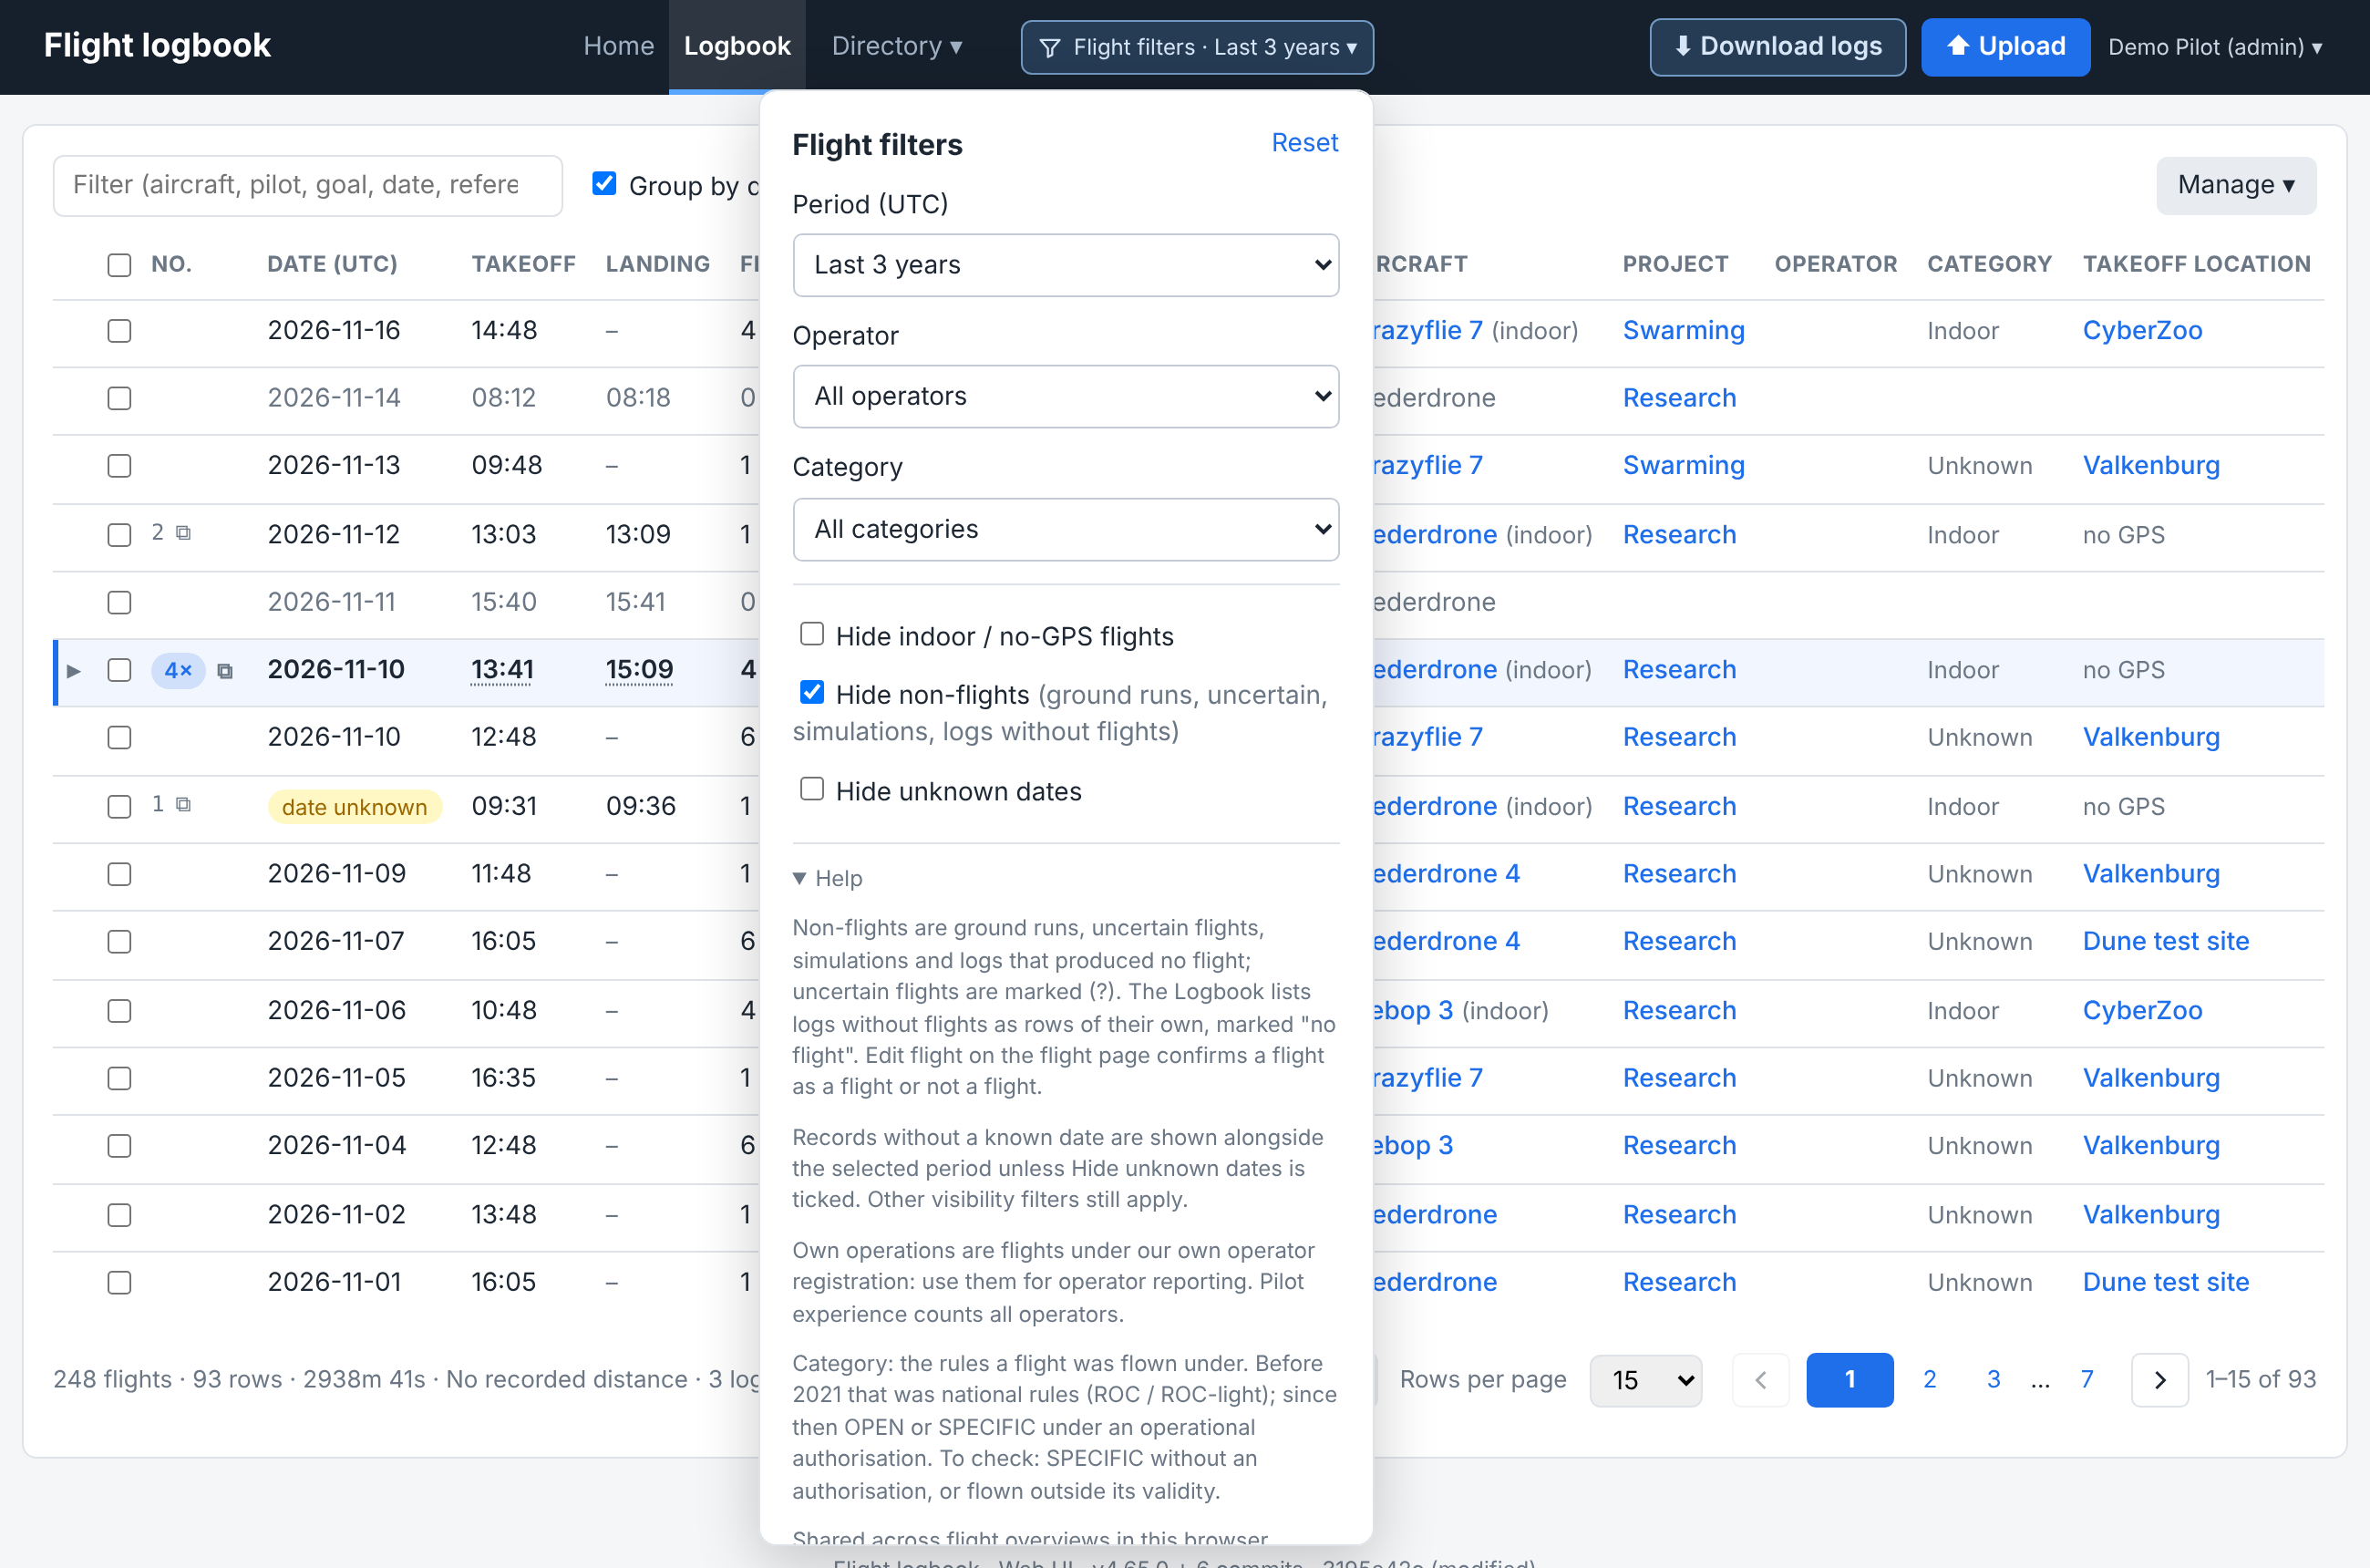 Flight logbook
Home
Logbook
Directory ▾
Flight filters · Last 3 years ▾
⬇ Download logs
Upload
Demo Pilot (admin) ▾
Filter (aircraft, pilot, goal, date, refere
Group by d
Manage ▾
NO. DATE (UTC) TAKEOFF LANDING FI RCRAFT PROJECT OPERATOR CATEGORY TAKEOFF LOCATION
2026-11-16 14:48 – 4 razyflie 7 (indoor) Swarming Indoor CyberZoo
2026-11-14 08:12 08:18 0 ederdrone Research
2026-11-13 09:48 – 1 razyflie 7 Swarming Unknown Valkenburg
2 2026-11-12 13:03 13:09 1 ederdrone (indoor) Research Indoor no GPS
2026-11-11 15:40 15:41 0 ederdrone
▶ 4× 2026-11-10 13:41 15:09 4 ederdrone (indoor) Research Indoor no GPS
2026-11-10 12:48 – 6 razyflie 7 Research Unknown Valkenburg
1 date unknown 09:31 09:36 1 ederdrone (indoor) Research Indoor no GPS
2026-11-09 11:48 – 1 ederdrone 4 Research Unknown Valkenburg
2026-11-07 16:05 – 6 ederdrone 4 Research Unknown Dune test site
2026-11-06 10:48 – 4 ebop 3 (indoor) Research Indoor CyberZoo
2026-11-05 16:35 – 1 razyflie 7 Research Unknown Valkenburg
2026-11-04 12:48 – 6 ebop 3 Research Unknown Valkenburg
2026-11-02 13:48 – 1 ederdrone Research Unknown Valkenburg
2026-11-01 16:05 – 1 ederdrone Research Unknown Dune test site
248 flights · 93 rows · 2938m 41s · No recorded distance · 3 log
Rows per page 15 1 2 3 ... 7 1–15 of 93
Flight filters
Reset
Period (UTC)
Last 3 years
Operator
All operators
Category
All categories
Hide indoor / no-GPS flights
Hide non-flights (ground runs, uncertain,
simulations, logs without flights)
Hide unknown dates
▼ Help
Non-flights are ground runs, uncertain flights,
simulations and logs that produced no flight;
uncertain flights are marked (?). The Logbook lists
logs without flights as rows of their own, marked "no
flight". Edit flight on the flight page confirms a flight
as a flight or not a flight.
Records without a known date are shown alongside
the selected period unless Hide unknown dates is
ticked. Other visibility filters still apply.
Own operations are flights under our own operator
registration: use them for operator reporting. Pilot
experience counts all operators.
Category: the rules a flight was flown under. Before
2021 that was national rules (ROC / ROC-light); since
then OPEN or SPECIFIC under an operational
authorisation. To check: SPECIFIC without an
authorisation, or flown outside its validity.
Shared across flight overviews in this browser